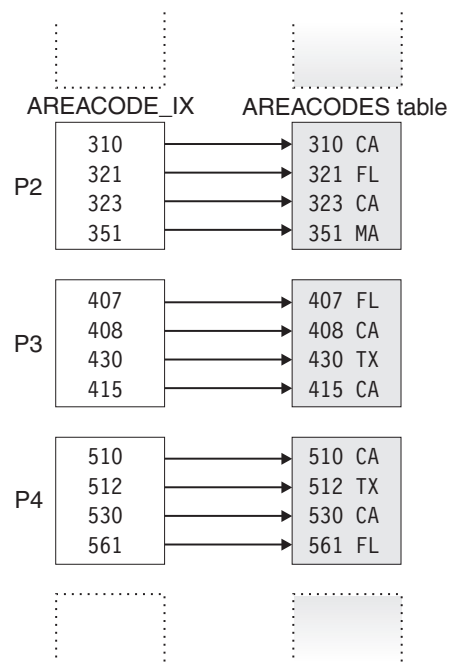 AREACODE_IX AREACODES table
P2
310 310 CA
321 321 FL
323 323 CA
351 351 MA
P3
407 407 FL
408 408 CA
430 430 TX
415 415 CA
P4
510 510 CA
512 512 TX
530 530 CA
561 561 FL